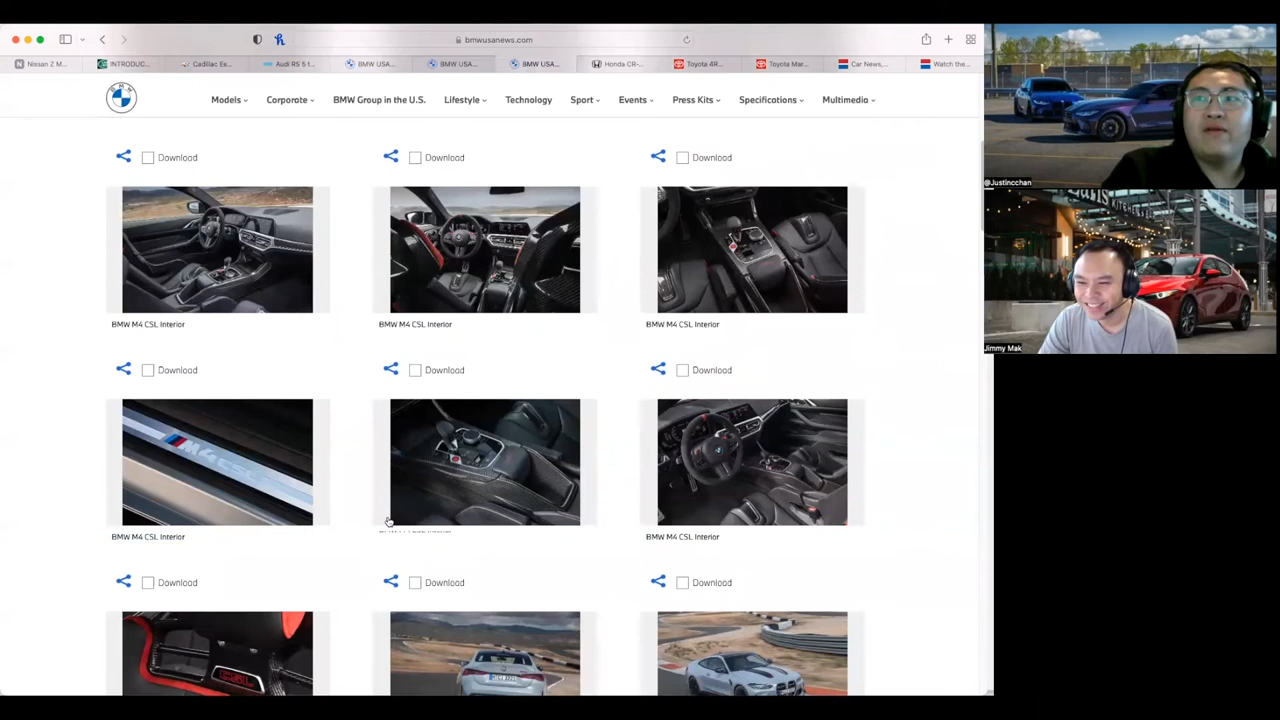 bmwusanews.com
Nissan Z M...
INTRODUC...
Cadillac Es...
Audi RS 5 t...
BMW USA...
BMW USA...
BMW USA...
Honda CR-...
Toyota 4R...
Toyota Mar...
Car News,...
Watch the...
Models
Corporate
BMW Group in the U.S.
Lifestyle
Technology
Sport
Events
Press Kits
Specifications
Multimedia
Download
Download
Download
BMW M4 CSL Interior
BMW M4 CSL Interior
BMW M4 CSL Interior
Download
Download
Download
M4 CSL
BMW M4 CSL Interior
BMW M4 CSL Interior
Download
Download
Download
@Justincchan
Jimmy Mak